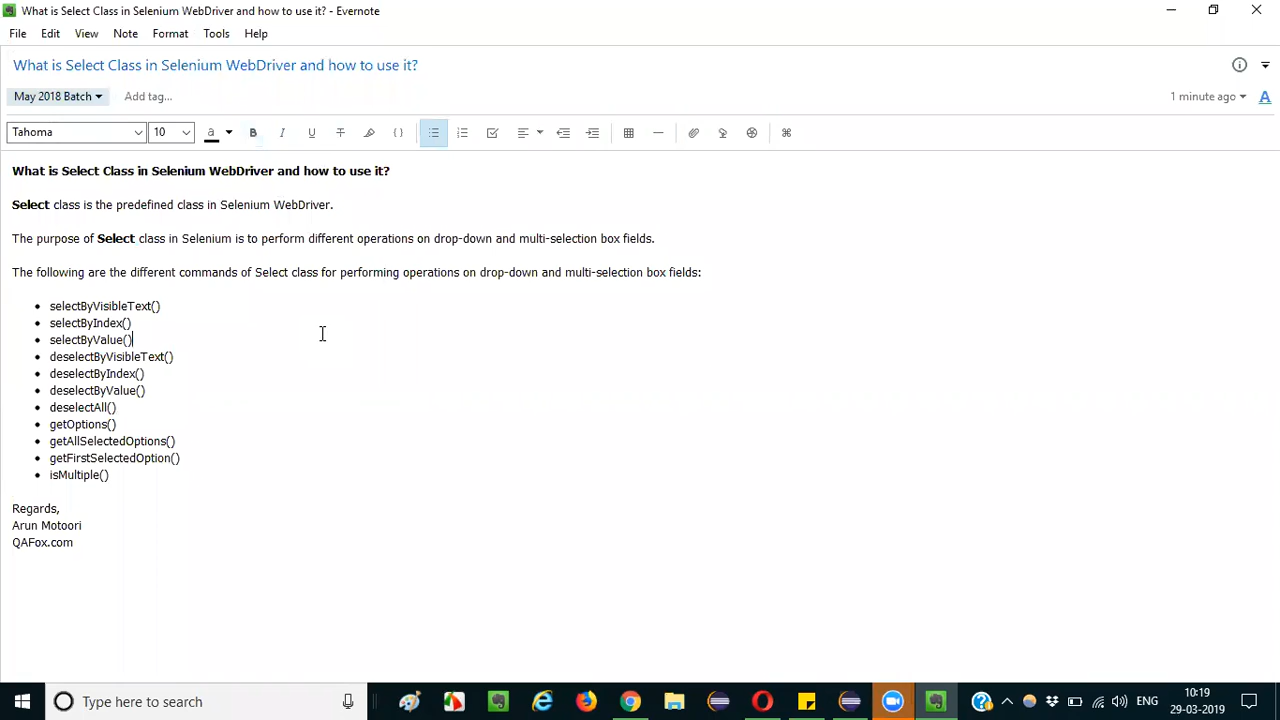 What is Select Class in Selenium WebDriver and how to use it? - Evernote
File Edit View Note Format Tools Help
What is Select Class in Selenium WebDriver and how to use it?
May 2018 Batch Add tag... 1 minute ago A
Tahoma 10 a B I U T { }
What is Select Class in Selenium WebDriver and how to use it?
Select class is the predefined class in Selenium WebDriver.
The purpose of Select class in Selenium is to perform different operations on drop-down and multi-selection box fields.
The following are the different commands of Select class for performing operations on drop-down and multi-selection box fields:
• selectByVisibleText()
• selectByIndex()
• selectByValue()
• deselectByVisibleText()
• deselectByIndex()
• deselectByValue()
• deselectAll()
• getOptions()
• getAllSelectedOptions()
• getFirstSelectedOption()
• isMultiple()
Regards,
Arun Motoori
QAFox.com
Type here to search
ENG
10:19
29-03-2019